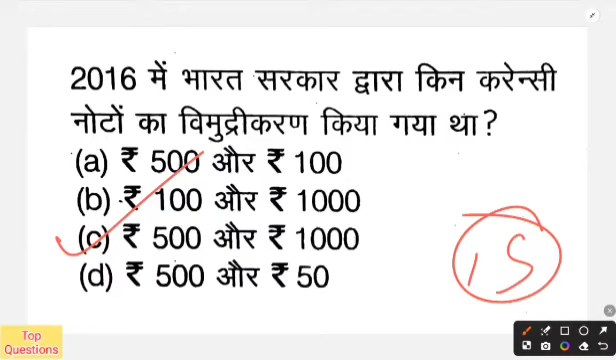 2016 में भारत सरकार द्वारा किन करेन्सी
नोटों का विमुद्रीकरण किया गया था?
(a) ₹ 500 और ₹ 100
(b) ₹ 100 और ₹ 1000
(c) ₹ 500 और ₹ 1000
(d) ₹ 500 और ₹ 50
15
Top
Questions